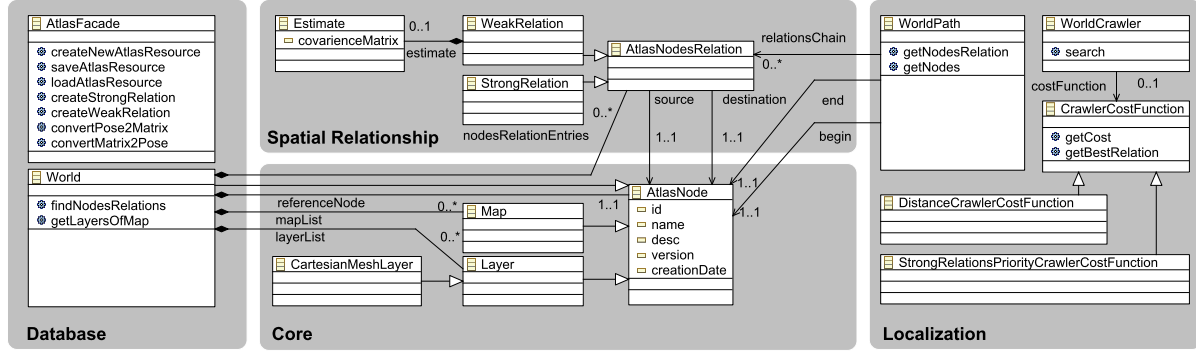 AtlasFacade
createNewAtlasResource
saveAtlasResource
loadAtlasResource
createStrongRelation
createWeakRelation
convertPose2Matrix
convertMatrix2Pose
World
findNodesRelations
getLayersOfMap
Database
Estimate
covarienceMatrix
0..1
estimate
WeakRelation
StrongRelation
AtlasNodesRelation
relationsChain
0..*
Spatial Relationship
nodesRelationEntries
0..*
source
destination
1..1
1..1
end
begin
1..1
1..1
referenceNode
1..1
mapList
0..*
layerList
0..*
Map
AtlasNode
id
name
desc
version
creationDate
CartesianMeshLayer
Layer
Core
WorldPath
getNodesRelation
getNodes
WorldCrawler
search
costFunction
0..1
CrawlerCostFunction
getCost
getBestRelation
DistanceCrawlerCostFunction
StrongRelationsPriorityCrawlerCostFunction
Localization